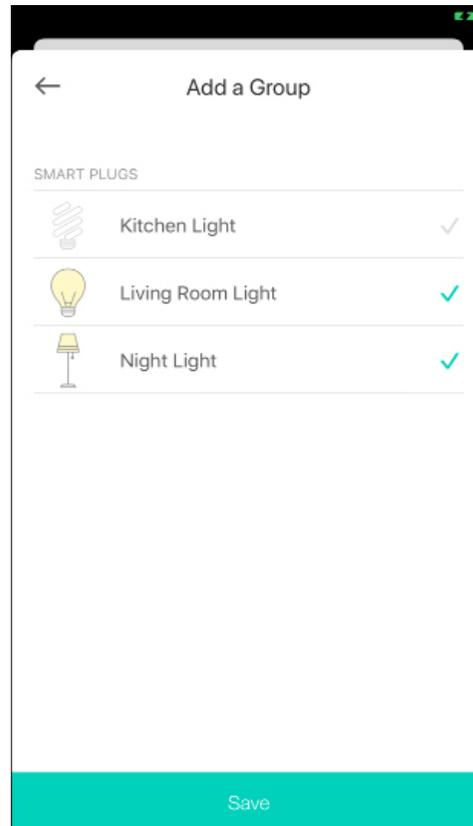 Add a Group
SMART PLUGS
Kitchen Light
Living Room Light
Night Light
Save